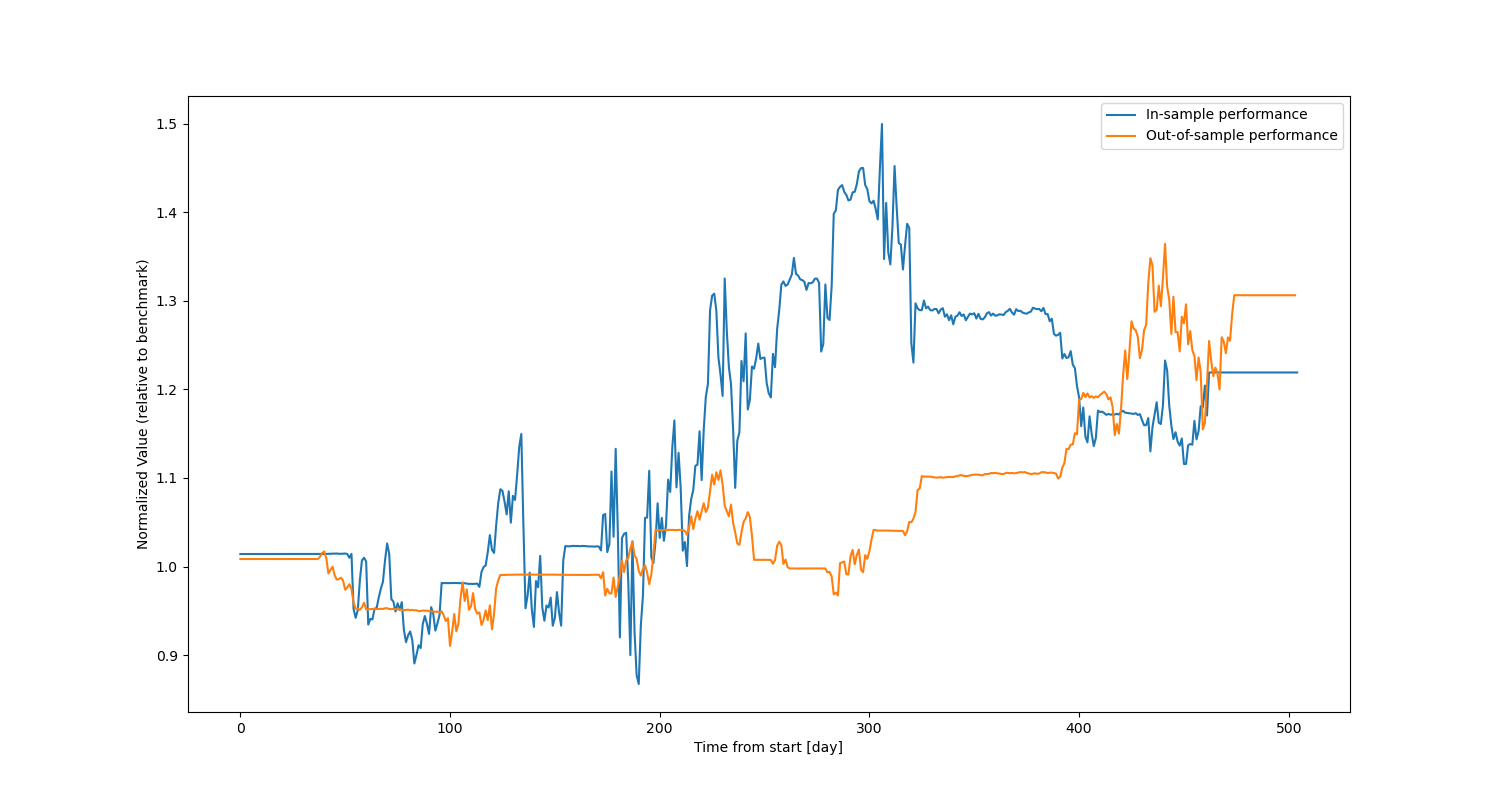 In-sample performance
Out-of-sample performance
Normalized Value (relative to benchmark)
1.5
1.4
1.3
1.2
1.1
1.0
0.9
0 100 200 300 400 500
Time from start [day]